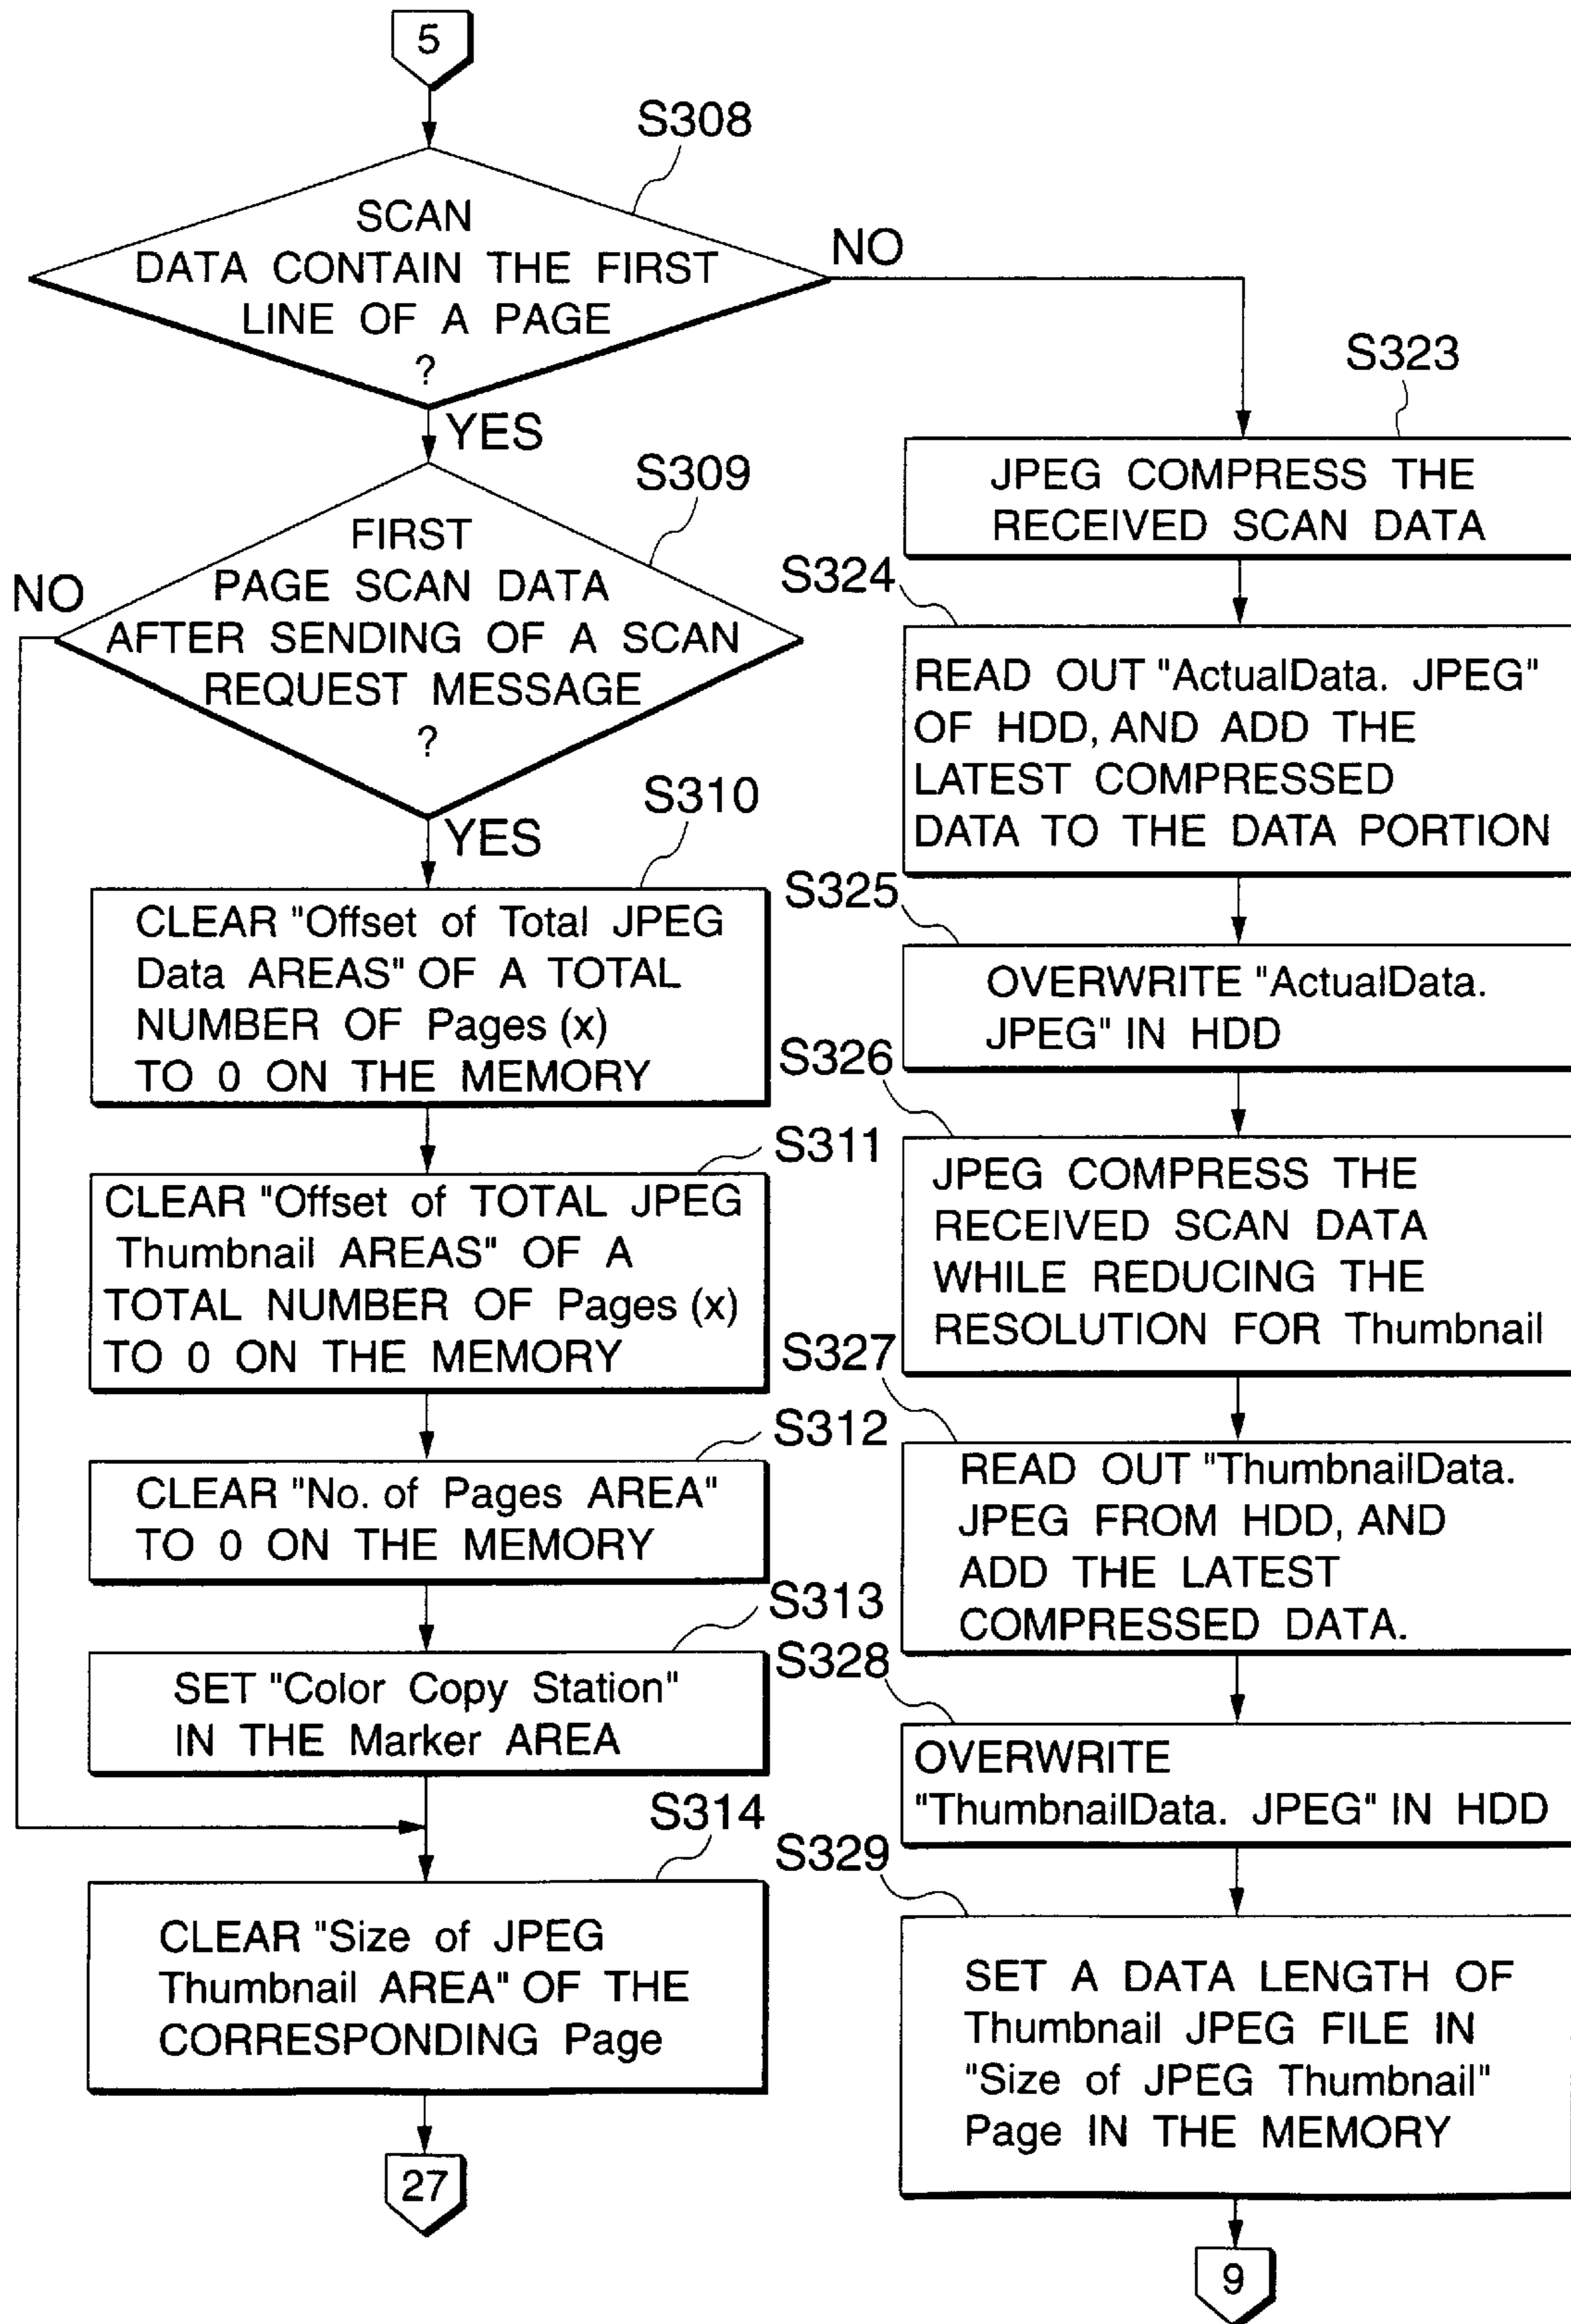 5
S308
SCAN
DATA CONTAIN THE FIRST
LINE OF A PAGE
?
NO
YES
S309
FIRST
PAGE SCAN DATA
AFTER SENDING OF A SCAN
REQUEST MESSAGE
?
NO
YES
S310
CLEAR "Offset of Total JPEG
Data AREAS" OF A TOTAL
NUMBER OF Pages (x)
TO 0 ON THE MEMORY
S311
CLEAR "Offset of TOTAL JPEG
Thumbnail AREAS" OF A
TOTAL NUMBER OF Pages (x)
TO 0 ON THE MEMORY
S312
CLEAR "No. of Pages AREA"
TO 0 ON THE MEMORY
S313
SET "Color Copy Station"
IN THE Marker AREA
S314
CLEAR "Size of JPEG
Thumbnail AREA" OF THE
CORRESPONDING Page
27
S323
JPEG COMPRESS THE
RECEIVED SCAN DATA
S324
READ OUT "ActualData. JPEG"
OF HDD, AND ADD THE
LATEST COMPRESSED
DATA TO THE DATA PORTION
S325
OVERWRITE "ActualData.
JPEG" IN HDD
S326
JPEG COMPRESS THE
RECEIVED SCAN DATA
WHILE REDUCING THE
RESOLUTION FOR Thumbnail
S327
READ OUT "ThumbnailData.
JPEG FROM HDD, AND
ADD THE LATEST
COMPRESSED DATA.
S328
OVERWRITE
"ThumbnailData. JPEG" IN HDD
S329
SET A DATA LENGTH OF
Thumbnail JPEG FILE IN
"Size of JPEG Thumbnail"
Page IN THE MEMORY
9